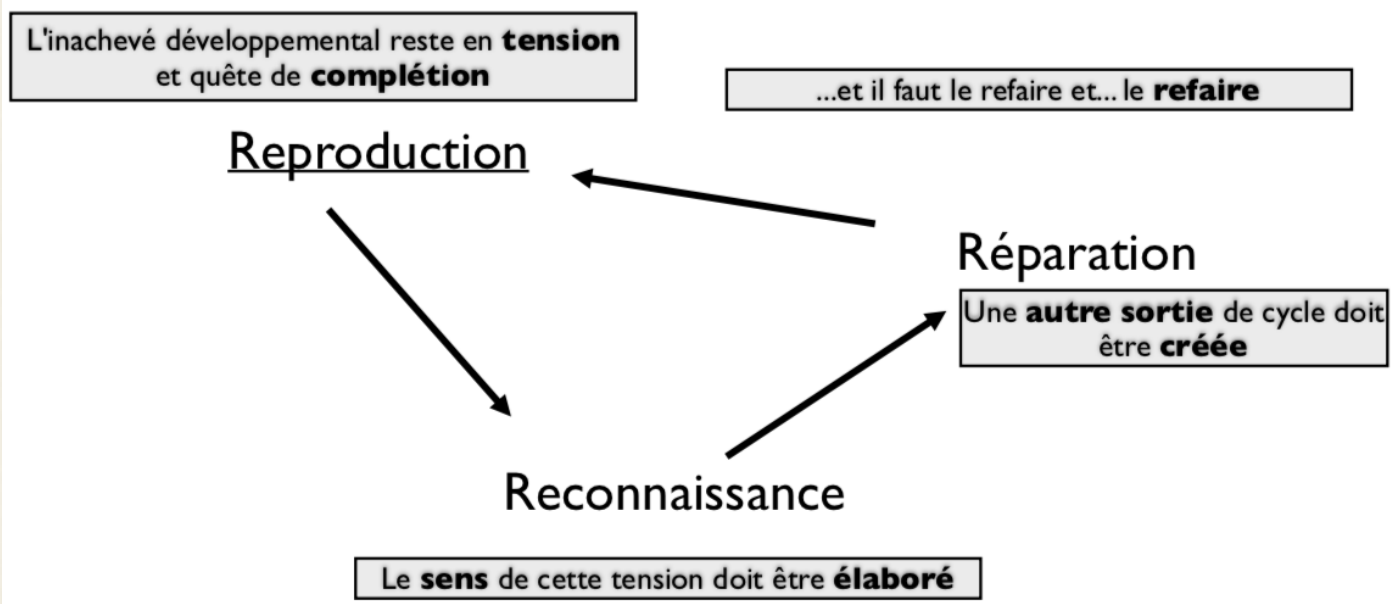 L'inachevé développemental reste en tension
et quête de complétion
...et il faut le refaire et... le refaire
Reproduction
Réparation
Une autre sortie de cycle doit
être créée
Reconnaissance
Le sens de cette tension doit être élaboré